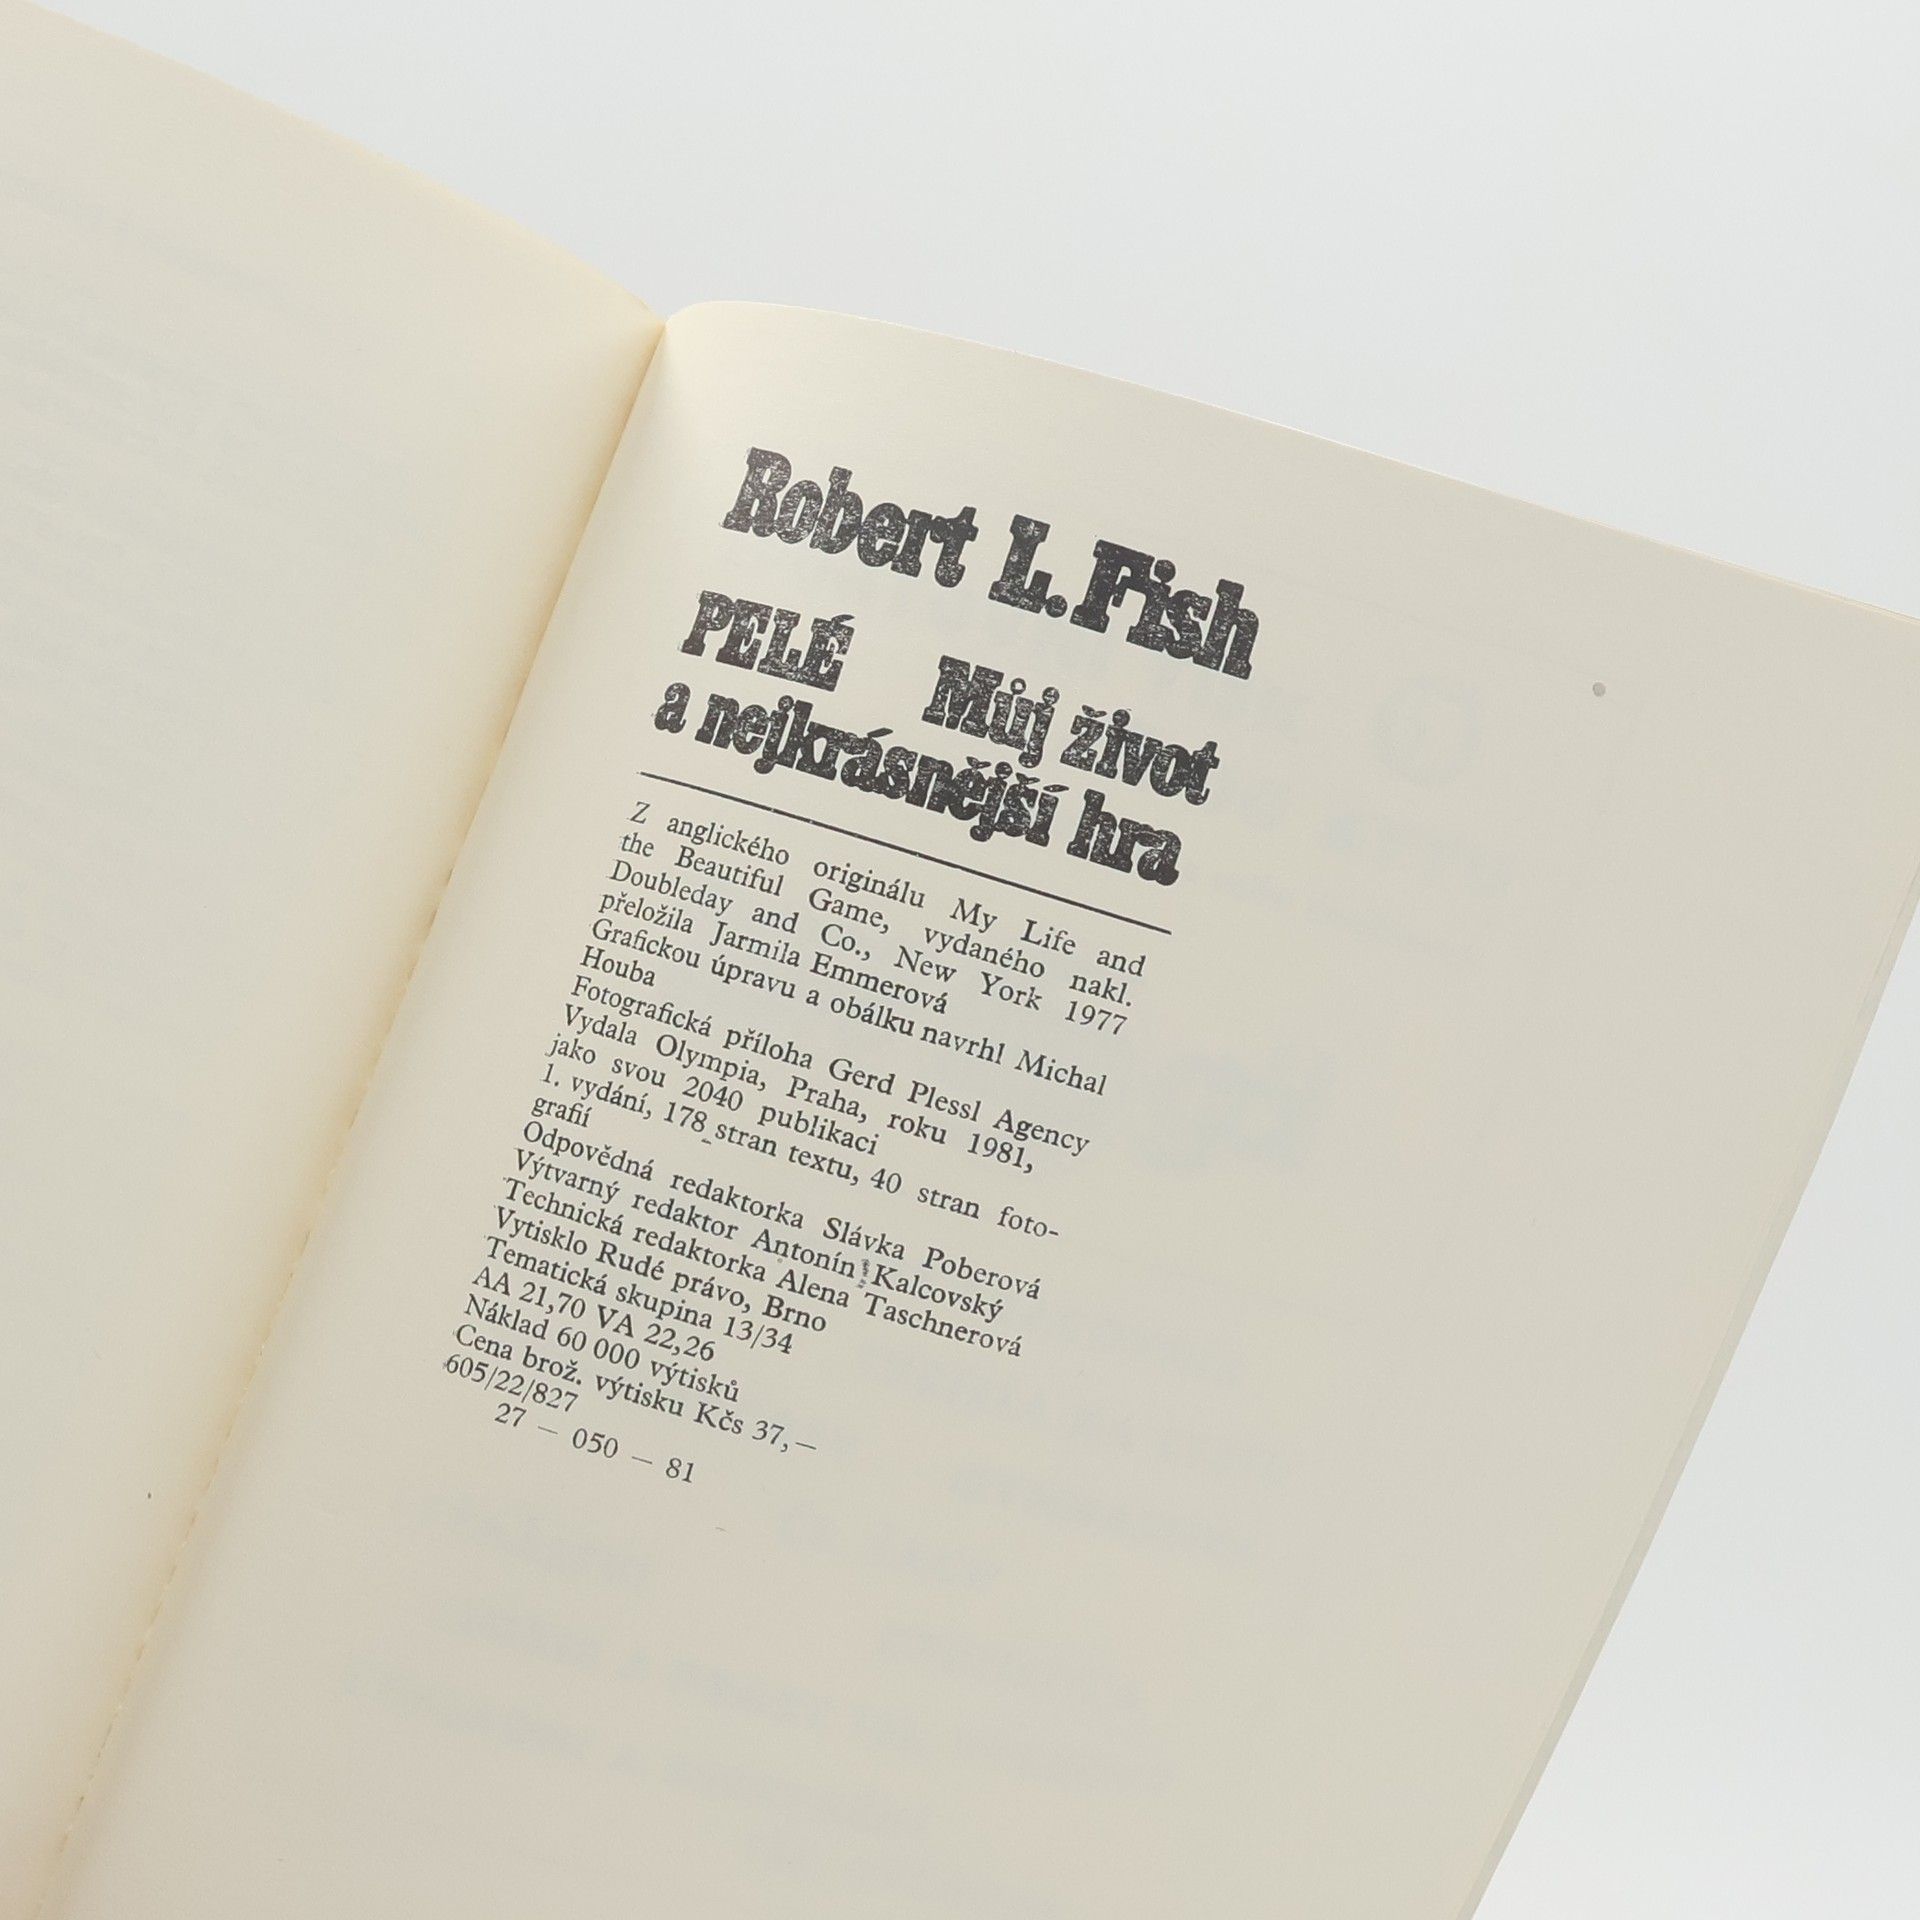 Robert L. Fish
PELÉ Můj život
a nejkrásnější hra
Z anglického originálu My Life and
the Beautiful Game, vydaného nakl.
Doubleday and Co., New York 1977
přeložila Jarmila Emmerová
Grafickou úpravu a obálku navrhl Michal
Houba
Fotografická příloha Gerd Plessl Agency
Vydala Olympia, Praha, roku 1981,
jako svou 2040 publikaci
1. vydání, 178 stran textu, 40 stran foto-
grafií
Odpovědná redaktorka Slávka Poberová
Výtvarný redaktor Antonín Kalcovský
Technická redaktorka Alena Taschnerová
Vytisklo Rudé právo, Brno
Tematická skupina 13/34
AA 21,70 VA 22,26
Náklad 60 000 výtisků
Cena brož. výtisku Kčs 37,—
605/22/827
27 — 050 — 81